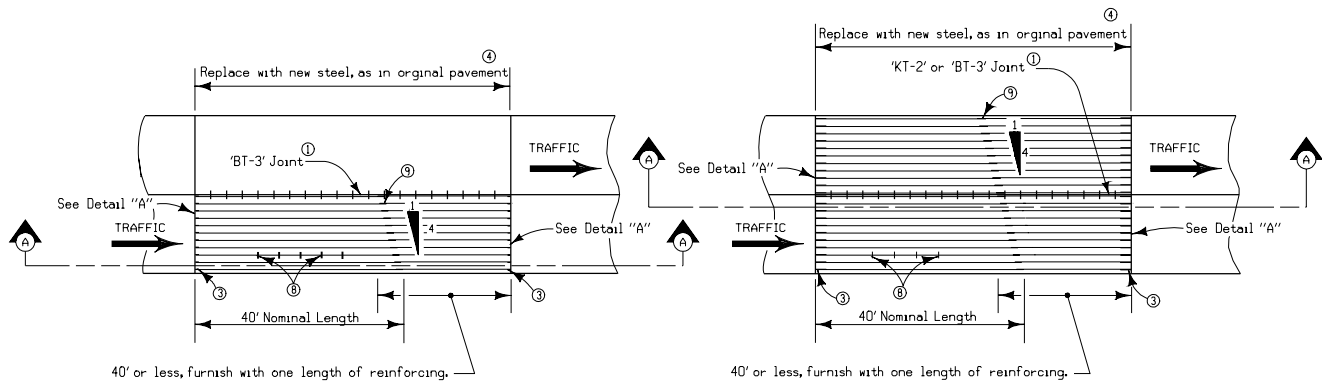 ④
Replace with new steel, as in orginal pavement
'BT-3' Joint ①
⑨
See Detail "A"
TRAFFIC
TRAFFIC
1
4
See Detail "A"
A
A
③
⑧
③
40' Nominal Length
40' or less, furnish with one length of reinforcing.
④
Replace with new steel, as in orginal pavement
'KT-2' or 'BT-3' Joint ①
⑨
1
4
TRAFFIC
A
A
See Detail "A"
TRAFFIC
See Detail "A"
③
⑧
③
40' Nominal Length
40' or less, furnish with one length of reinforcing.